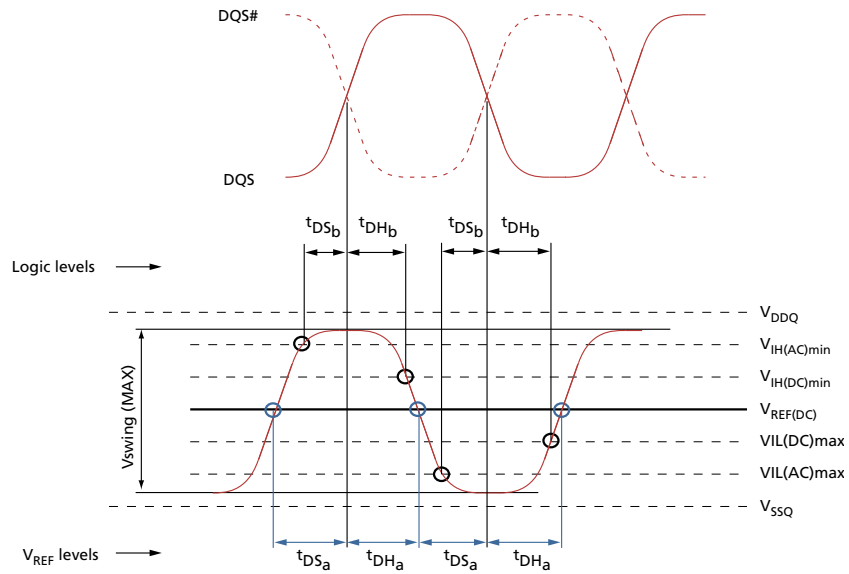 DQS#
DQS
tDSb tDHb tDSb tDHb
Logic levels
VDDQ
VIH(AC)min
VIH(DC)min
VREF(DC)
VIL(DC)max
VIL(AC)max
VSSQ
Vswing (MAX)
tDSa tDHa tDSa tDHa
VREF levels